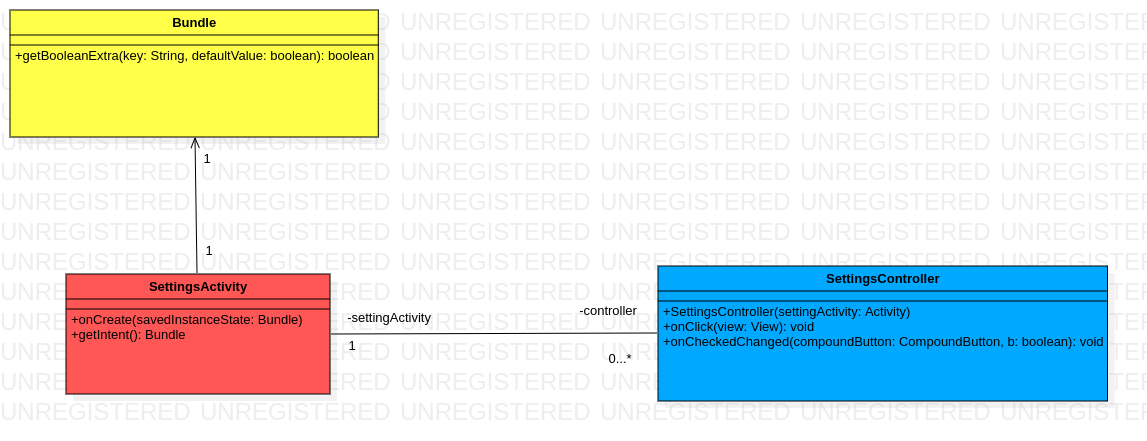 Bundle
+getBooleanExtra(key: String, defaultValue: boolean): boolean
1
1
SettingsActivity
+onCreate(savedInstanceState: Bundle)
+getIntent(): Bundle
-settingActivity
1
-controller
0...*
SettingsController
+SettingsController(settingActivity: Activity)
+onClick(view: View): void
+onCheckedChanged(compoundButton: CompoundButton, b: boolean): void
UNREGISTERED